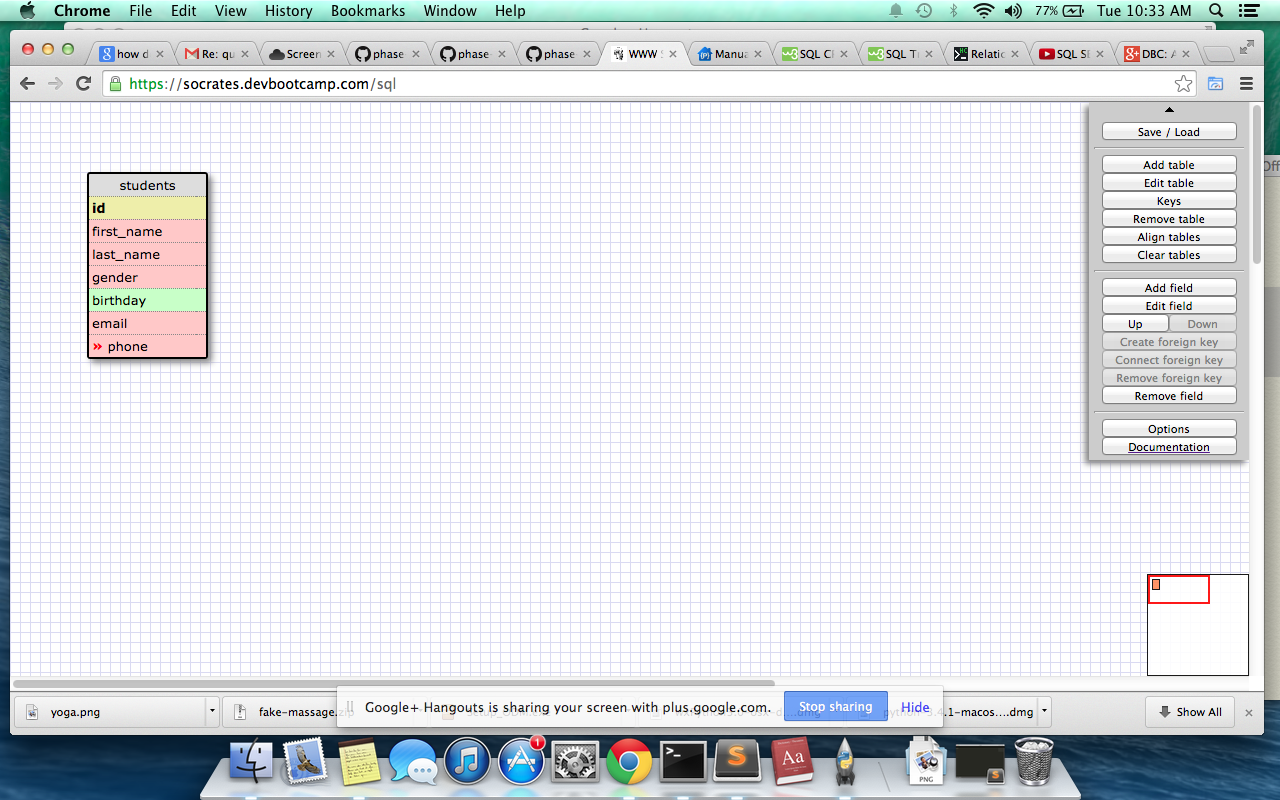 Chrome File Edit View History Bookmarks Window Help 77% Tue 10:33 AM
how d Re: qu Screen phase phase phase WWW S Manua SQL Cl SQL T Relatio SQL S DBC: A
https://socrates.devbootcamp.com/sql
Off
students
id
first_name
last_name
gender
birthday
email
» phone
Save / Load
Add table
Edit table
Keys
Remove table
Align tables
Clear tables
Add field
Edit field
Up Down
Create foreign key
Connect foreign key
Remove foreign key
Remove field
Options
Documentation
yoga.png fake-massage.zip Google+ Hangouts is sharing your screen with plus.google.com. Stop sharing Hide 4.1-macos....dmg Show All
1
Aa
PNG